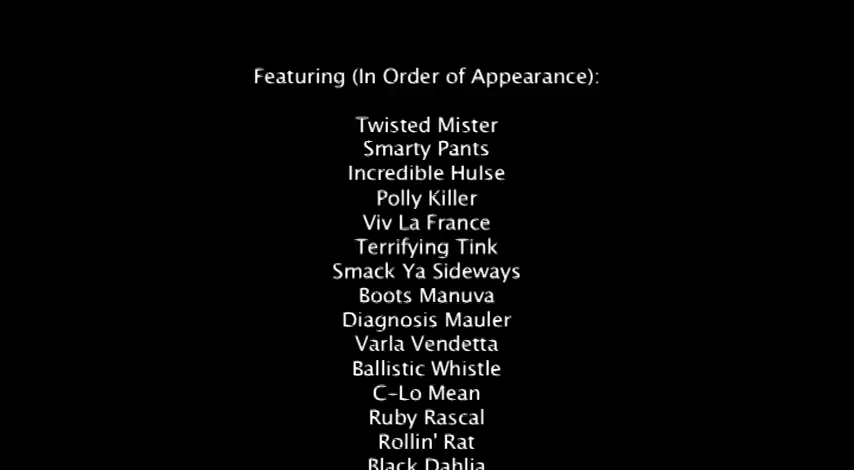 Featuring (In Order of Appearance):
Twisted Mister
Smarty Pants
Incredible Hulse
Polly Killer
Viv La France
Terrifying Tink
Smack Ya Sideways
Boots Manuva
Diagnosis Mauler
Varla Vendetta
Ballistic Whistle
C-Lo Mean
Ruby Rascal
Rollin' Rat
Black Dahlia